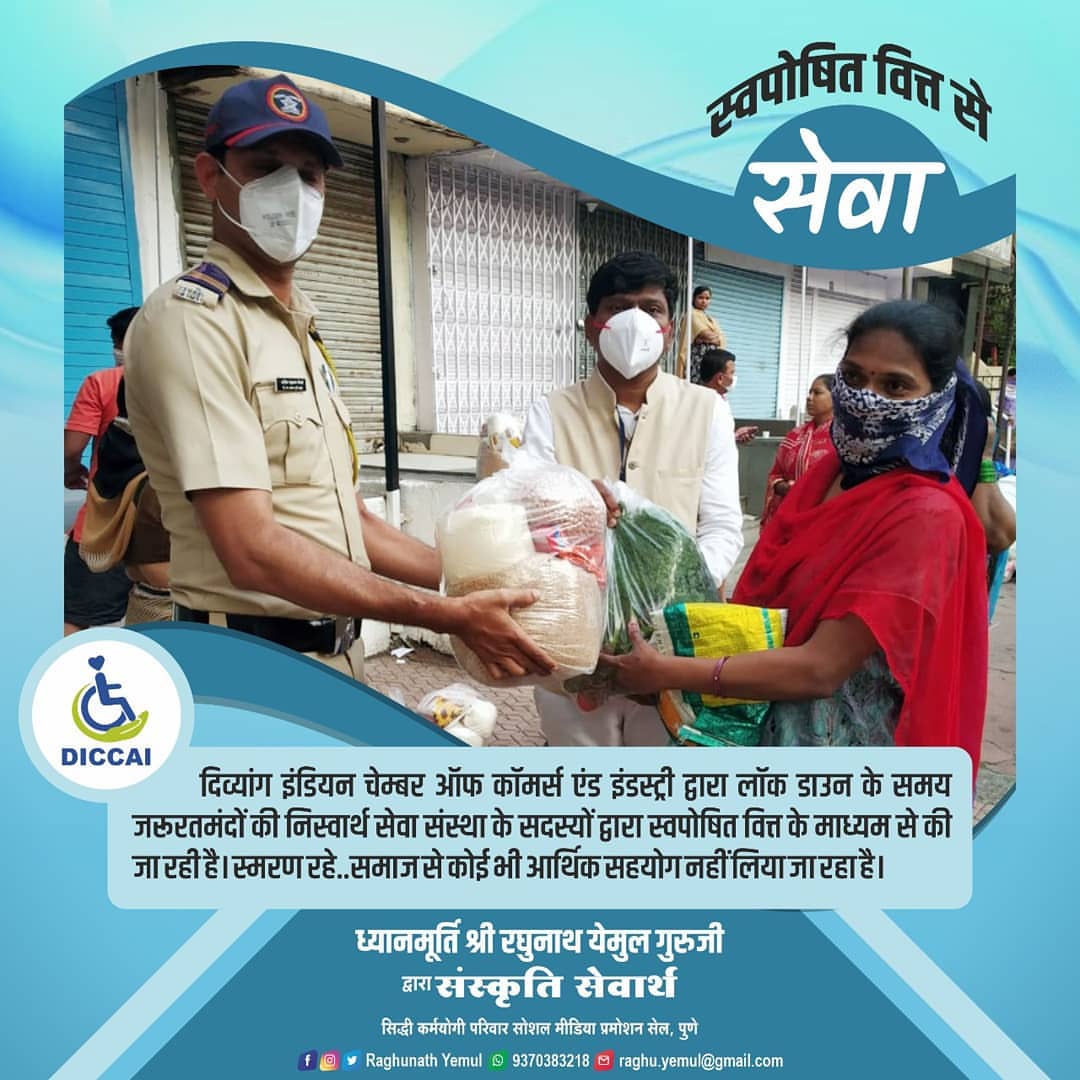 स्वपोषित वित्त से
सेवा
DICCAI
दिव्यांग इंडियन चेम्बर ऑफ कॉमर्स एंड इंडस्ट्री द्वारा लॉक डाउन के समय
जरूरतमंदों की निस्वार्थ सेवा संस्था के सदस्यों द्वारा स्वपोषित वित्त के माध्यम से की
जा रही है। स्मरण रहे..समाज से कोई भी आर्थिक सहयोग नहीं लिया जा रहा है।
ध्यानमूर्ति श्री रघुनाथ येमुल गुरुजी
द्वारा संस्कृति सेवार्थ
सिद्धी कर्मयोगी परिवार सोशल मीडिया प्रमोशन सेल, पुणे
Raghunath Yemul 9370383218 raghu.yemul@gmail.com